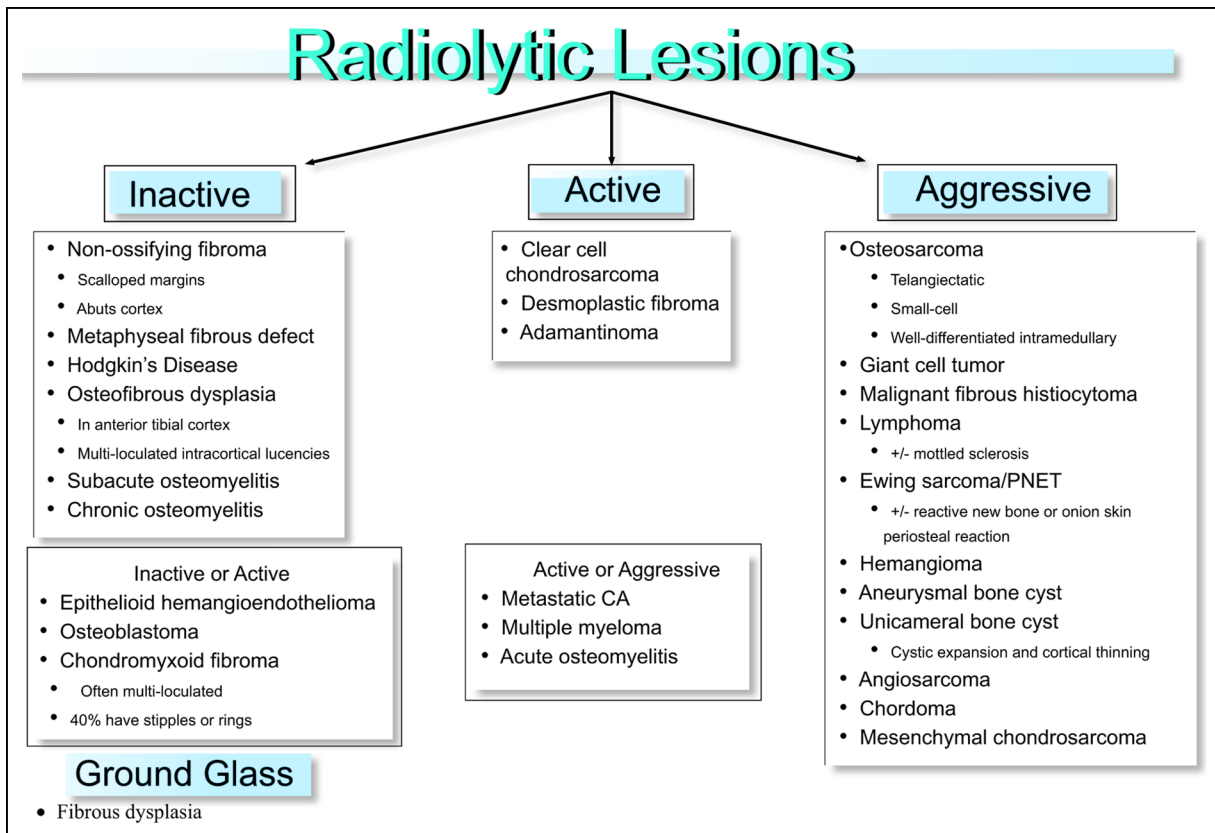 Radiolytic Lesions
Inactive
• Non-ossifying fibroma
• Scalloped margins
• Abuts cortex
• Metaphyseal fibrous defect
• Hodgkin's Disease
• Osteofibrous dysplasia
• In anterior tibial cortex
• Multi-loculated intracortical lucencies
• Subacute osteomyelitis
• Chronic osteomyelitis
Inactive or Active
• Epithelioid hemangioendothelioma
• Osteoblastoma
• Chondromyxoid fibroma
• Often multi-loculated
• 40% have stipples or rings
Ground Glass
• Fibrous dysplasia
Active
• Clear cell
chondrosarcoma
• Desmoplastic fibroma
• Adamantinoma
Active or Aggressive
• Metastatic CA
• Multiple myeloma
• Acute osteomyelitis
Aggressive
•Osteosarcoma
• Telangiectatic
• Small-cell
• Well-differentiated intramedullary
• Giant cell tumor
• Malignant fibrous histiocytoma
• Lymphoma
• +/- mottled sclerosis
• Ewing sarcoma/PNET
• +/- reactive new bone or onion skin
periosteal reaction
• Hemangioma
• Aneurysmal bone cyst
• Unicameral bone cyst
• Cystic expansion and cortical thinning
• Angiosarcoma
• Chordoma
• Mesenchymal chondrosarcoma